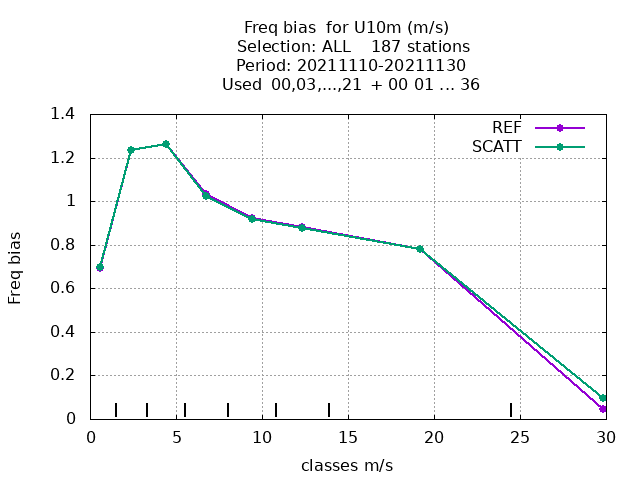 Freq bias  for U10m (m/s)
Selection: ALL    187 stations
Period: 20211110-20211130
Used  00,03,...,21  + 00 01 ... 36
REF
SCATT
1.4
1.2
1
0.8
0.6
0.4
0.2
0
Freq bias
0 5 10 15 20 25 30
classes m/s